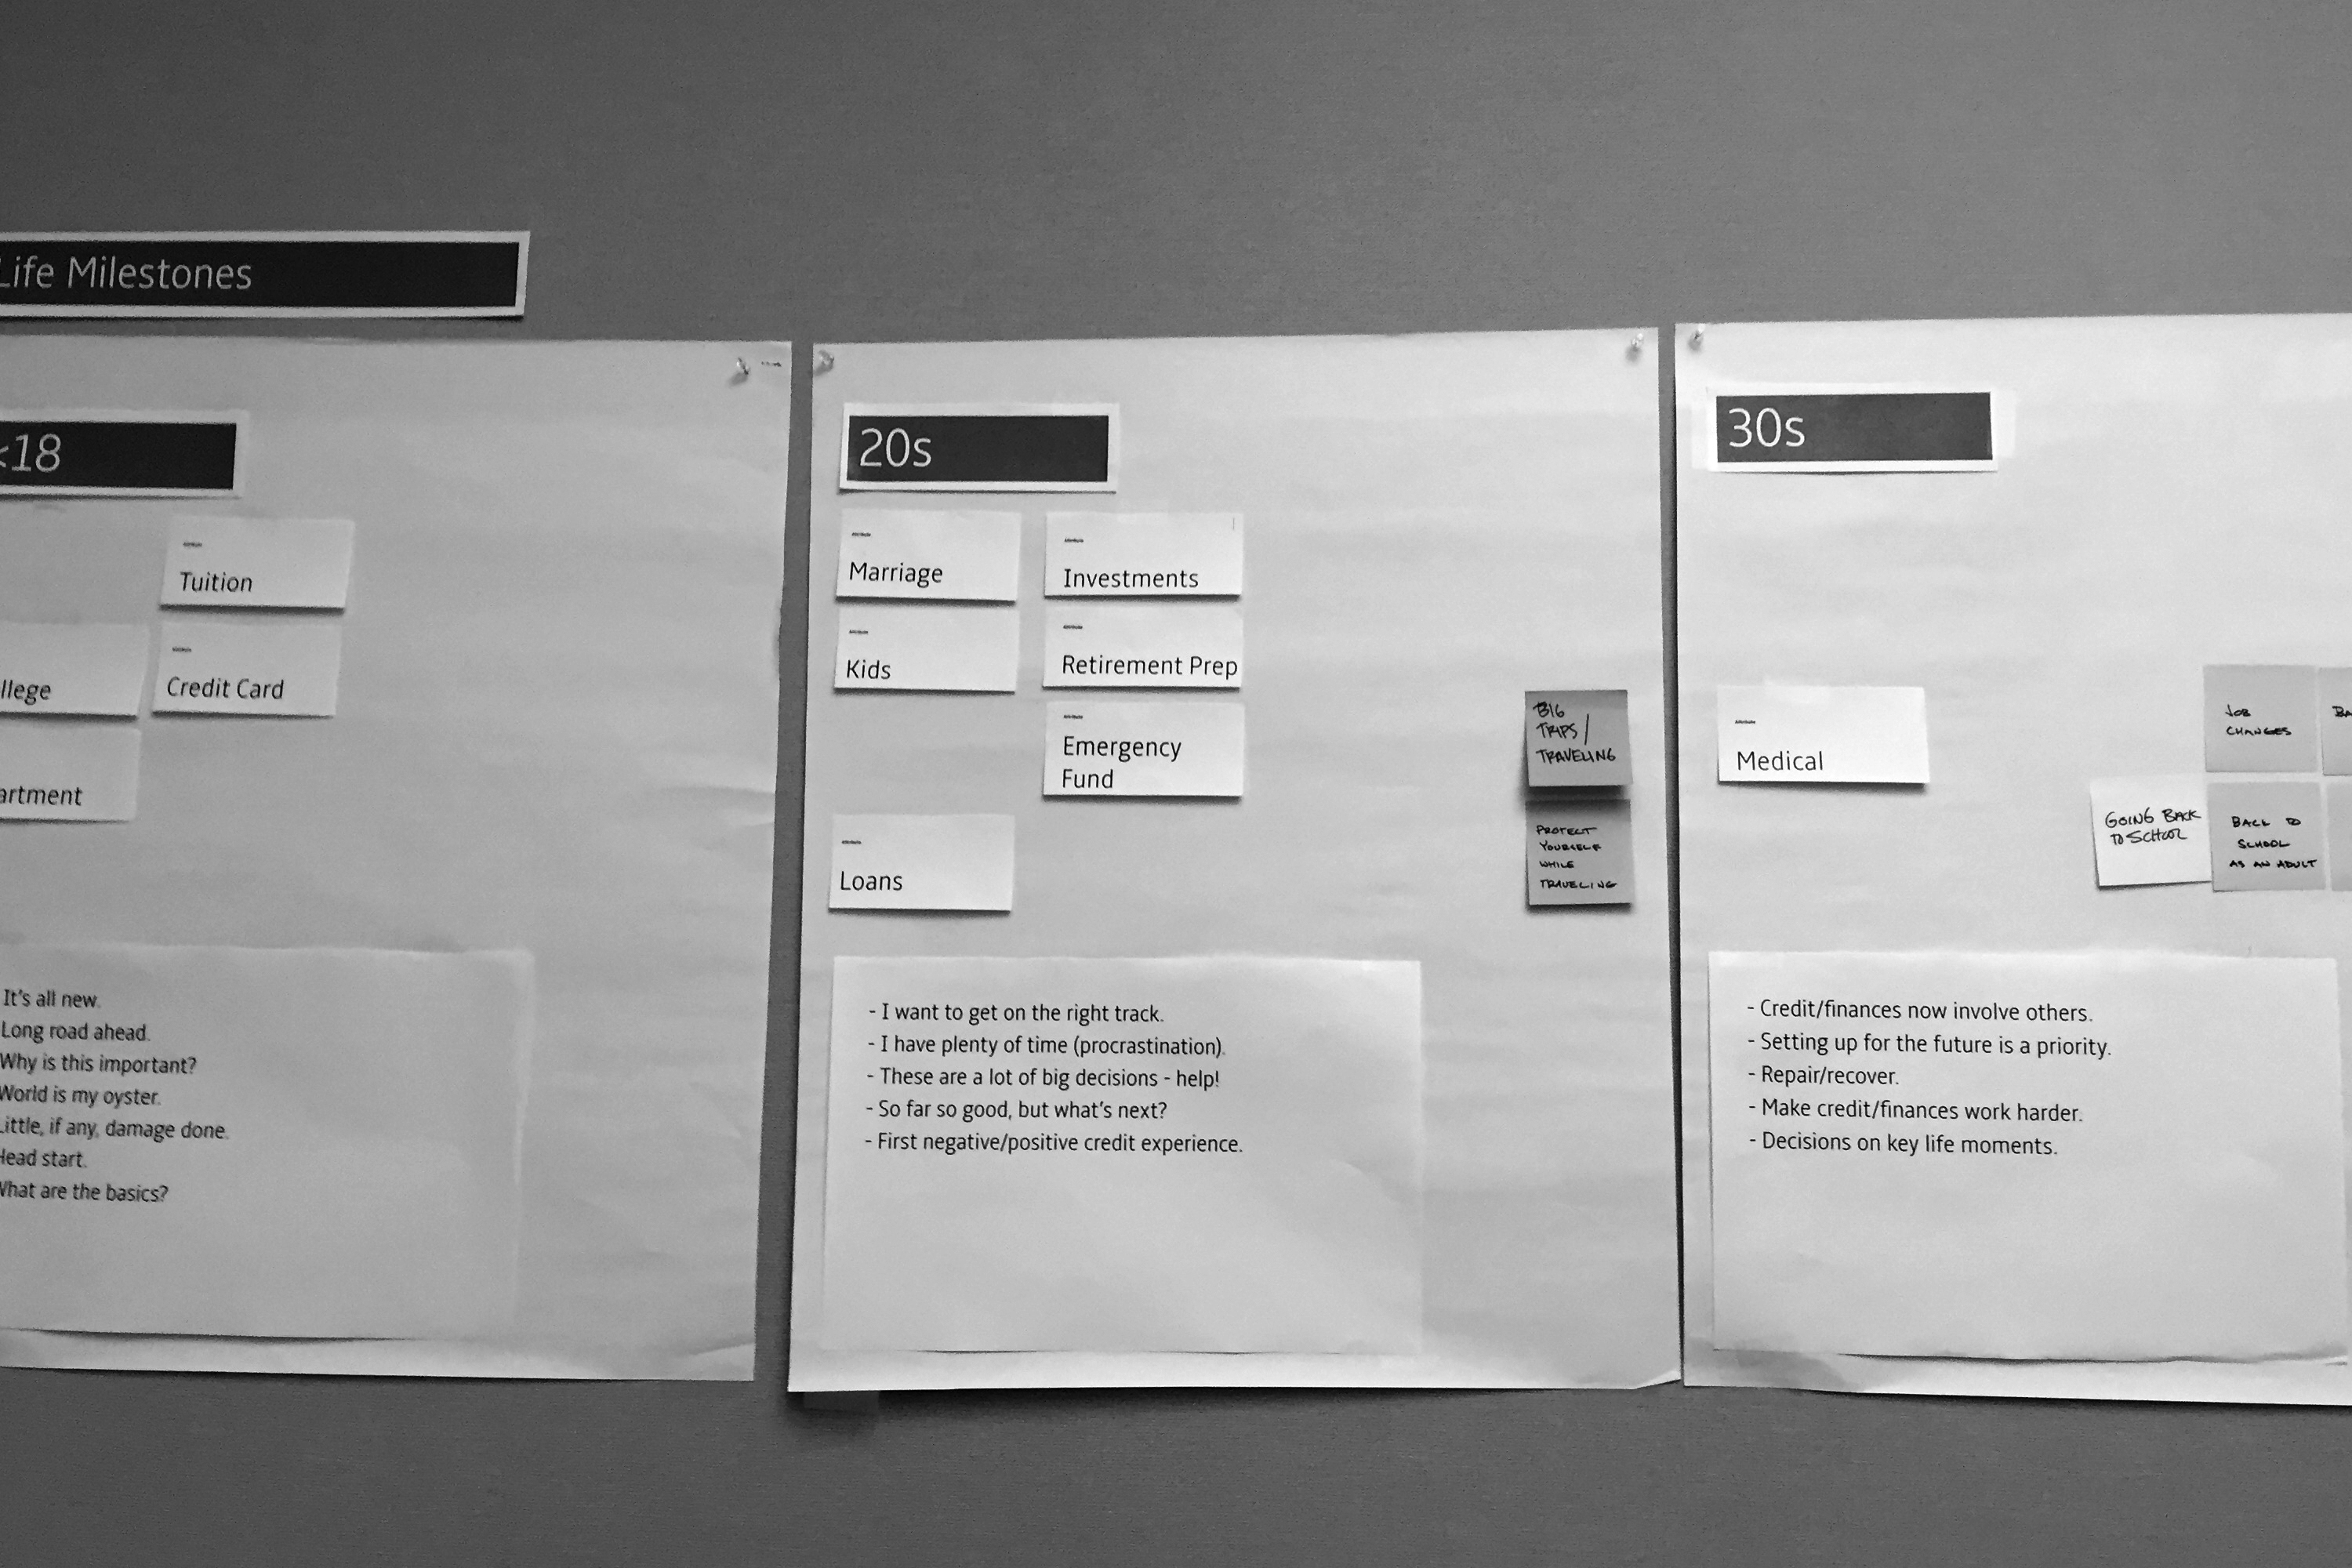 Life Milestones
<18
Tuition
llege
Credit Card
artment
It's all new.
Long road ahead.
Why is this important?
World is my oyster.
Little, if any, damage done.
Head start.
What are the basics?
20s
Marriage
Investments
Kids
Retirement Prep
Emergency
Fund
Loans
BIG
TRIPS/
TRAVELING
PROTECT
YOURSELF
WHILE
TRAVELING
- I want to get on the right track.
- I have plenty of time (procrastination).
- These are a lot of big decisions - help!
- So far so good, but what's next?
- First negative/positive credit experience.
30s
Medical
JOB
CHANGES
BA
GOING BACK
TO SCHOOL
BACK TO
SCHOOL
AS AN ADULT
- Credit/finances now involve others.
- Setting up for the future is a priority.
- Repair/recover.
- Make credit/finances work harder.
- Decisions on key life moments.